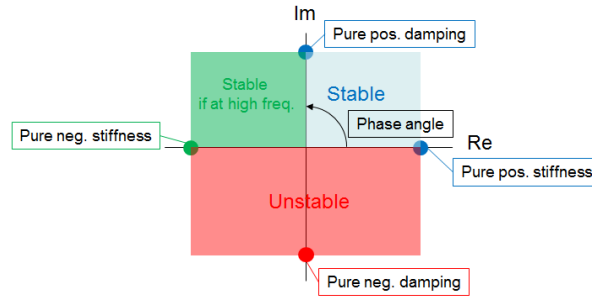 Im
Pure pos. damping
Stable
if at high freq.
Stable
Phase angle
Pure neg. stiffness
Re
Pure pos. stiffness
Unstable
Pure neg. damping